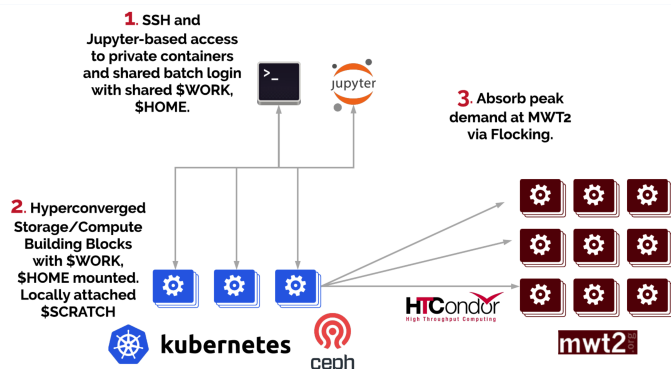 1. SSH and
Jupyter-based access
to private containers
and shared batch login
with shared $WORK,
$HOME.
>_
jupyter
3. Absorb peak
demand at MWT2
via Flocking.
2. Hyperconverged
Storage/Compute
Building Blocks
with $WORK,
$HOME mounted.
Locally attached
$SCRATCH
HTCondor
High Throughput Computing
kubernetes
ceph
mwt2.org